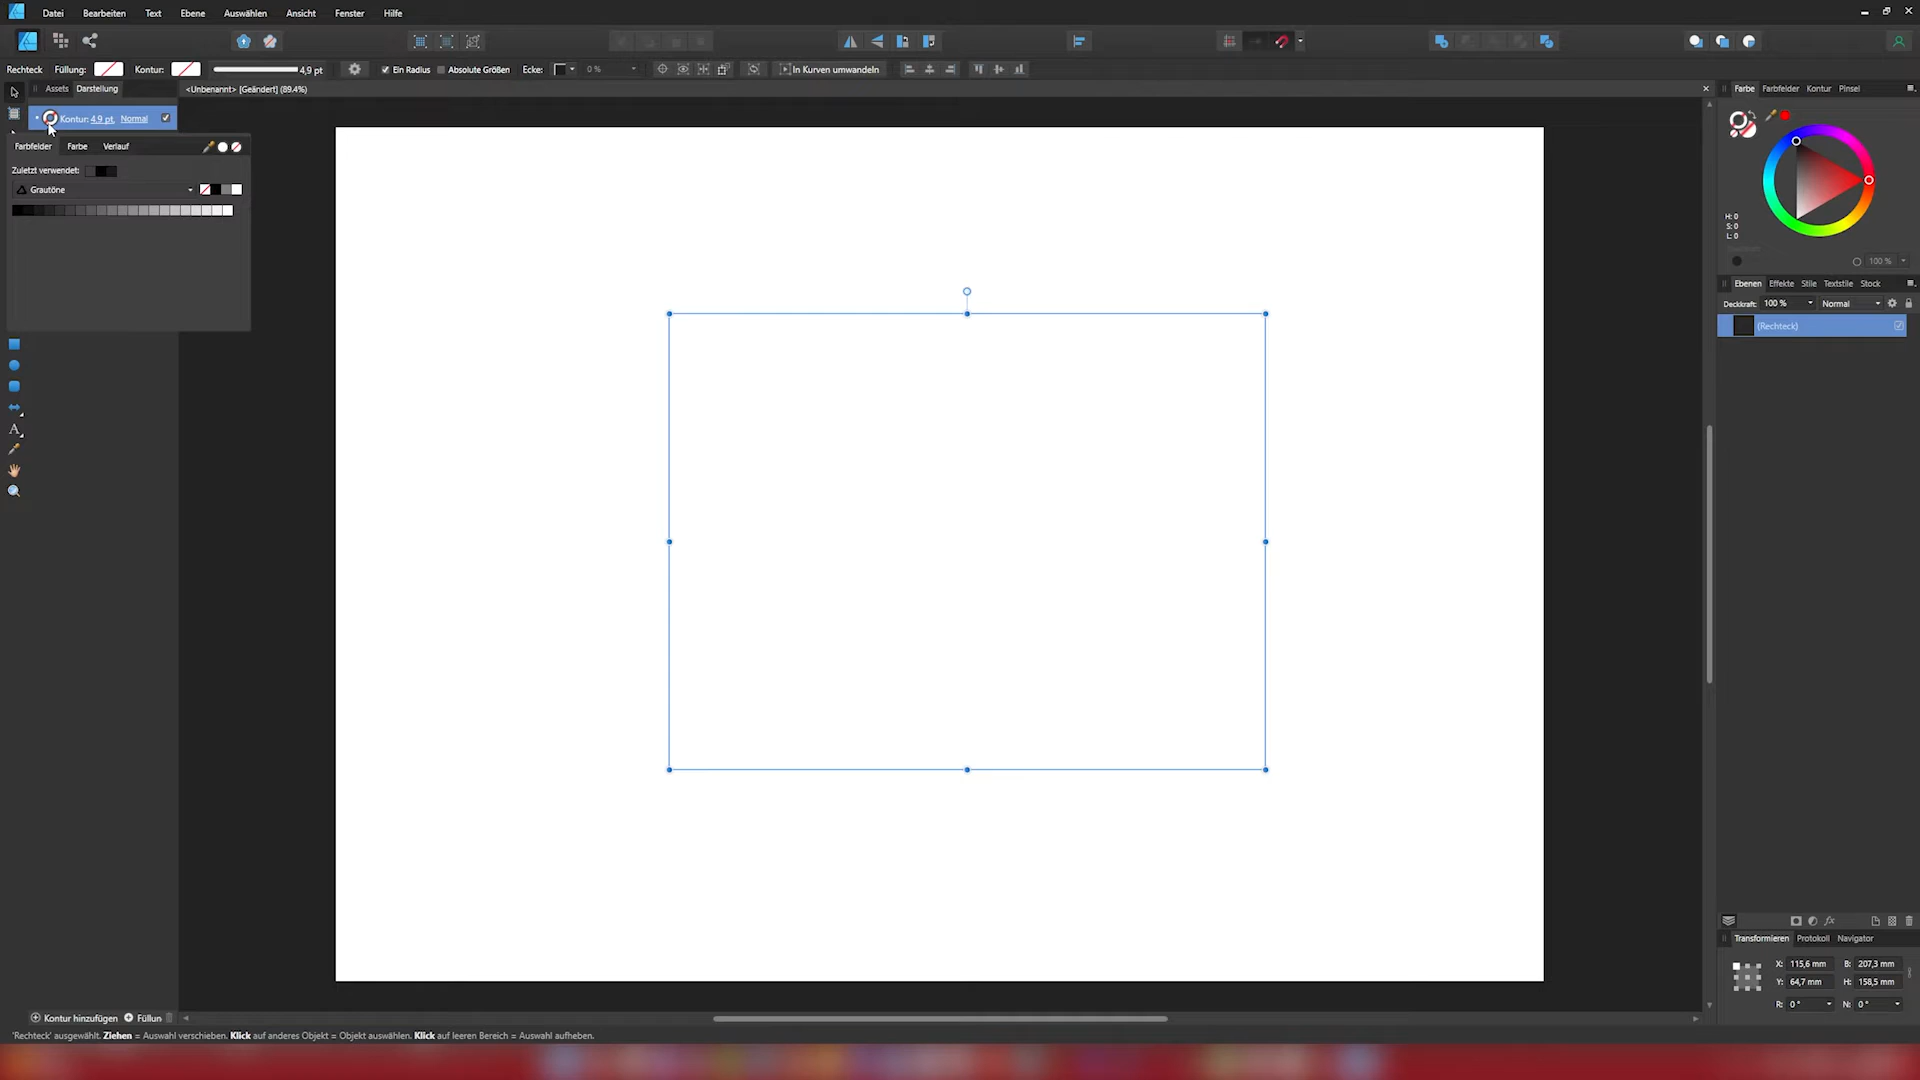 Datei Bearbeiten Text Ebene Auswählen Ansicht Fenster Hilfe
Rechteck Füllung: Kontur: 4,9 pt Ein Radius Absolute Größen Ecke: 0 % In Kurven umwandeln
Assets Darstellung <Unbenannt> [Geändert] (89.4%)
Kontur: 4,9 pt Normal
Farbfelder Farbe Verlauf
Zuletzt verwendet:
Grautöne
A
Farbe Farbfelder Kontur Pinsel
H: 0
S: 0
L: 0
100 %
Ebenen Effekte Stile Textstile Stock
Deckkraft: 100 % Normal
(Rechteck)
fx
Transformieren Protokoll Navigator
X: 115,6 mm B: 207,3 mm
Y: 64,7 mm H: 158,5 mm
R: 0 ° N: 0 °
Kontur hinzufügen Füllun
'Rechteck' ausgewählt. Ziehen = Auswahl verschieben. Klick auf anderes Objekt = Objekt auswählen. Klick auf leeren Bereich = Auswahl aufheben.